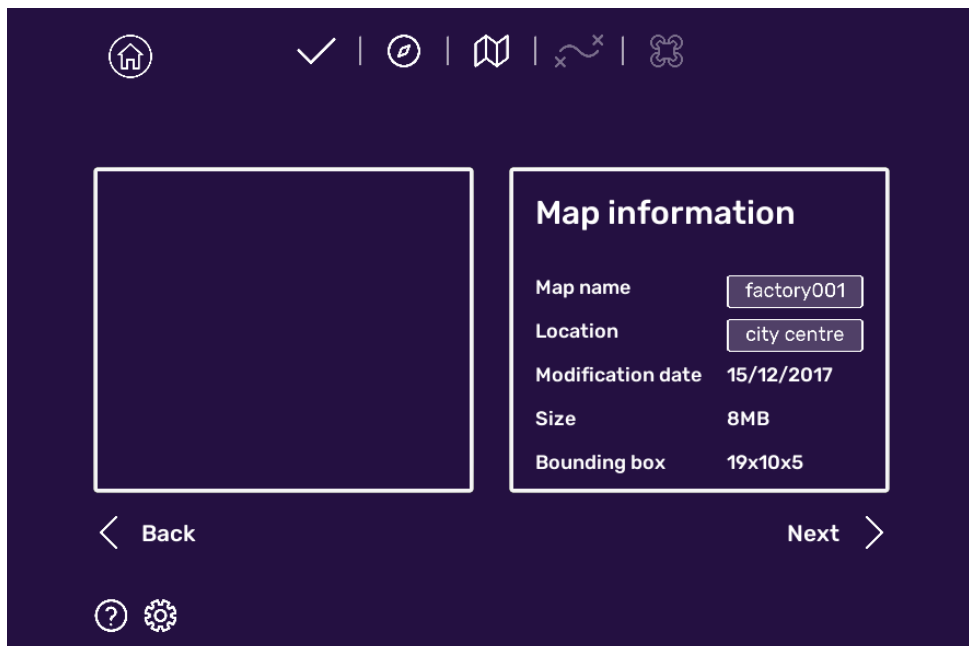 Map information
Map name factory001
Location city centre
Modification date 15/12/2017
Size 8MB
Bounding box 19x10x5
Back
Next
?